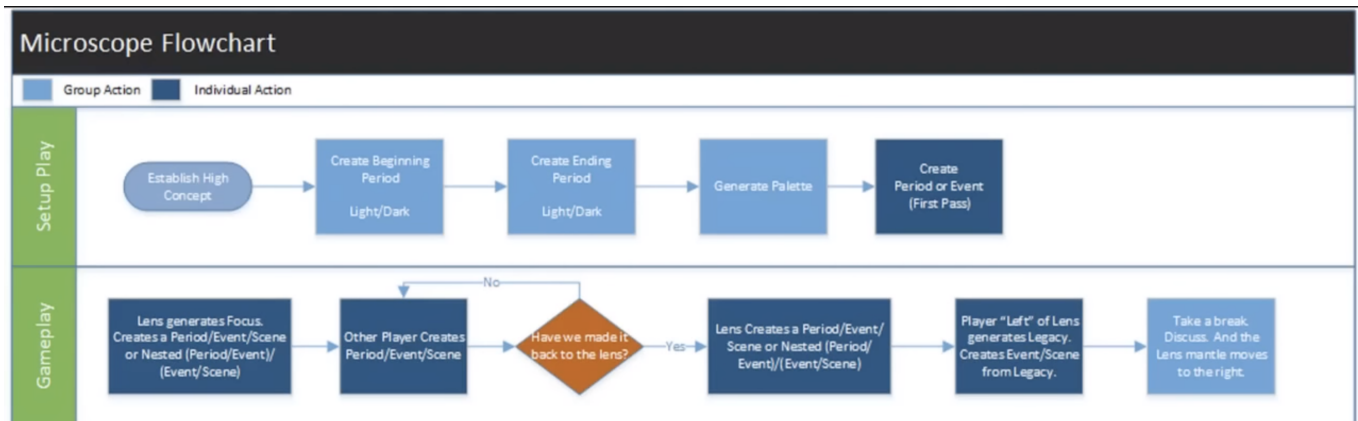 Microscope Flowchart
Group Action
Individual Action
Setup Play
Establish High
Concept
Create Beginning
Period
Light/Dark
Create Ending
Period
Light/Dark
Generate Palette
Create
Period or Event
(First Pass)
Gameplay
Lens generates Focus.
Creates a Period/Event/Scene
or Nested (Period/Event)/
(Event/Scene)
Other Player Creates
Period/Event/Scene
No
Have we made it
back to the lens?
Yes
Lens Creates a Period/Event/
Scene or Nested (Period/
Event)/(Event/Scene)
Player “Left” of Lens
generates Legacy.
Creates Event/Scene
from Legacy.
Take a break.
Discuss. And the
Lens mantle moves
to the right.